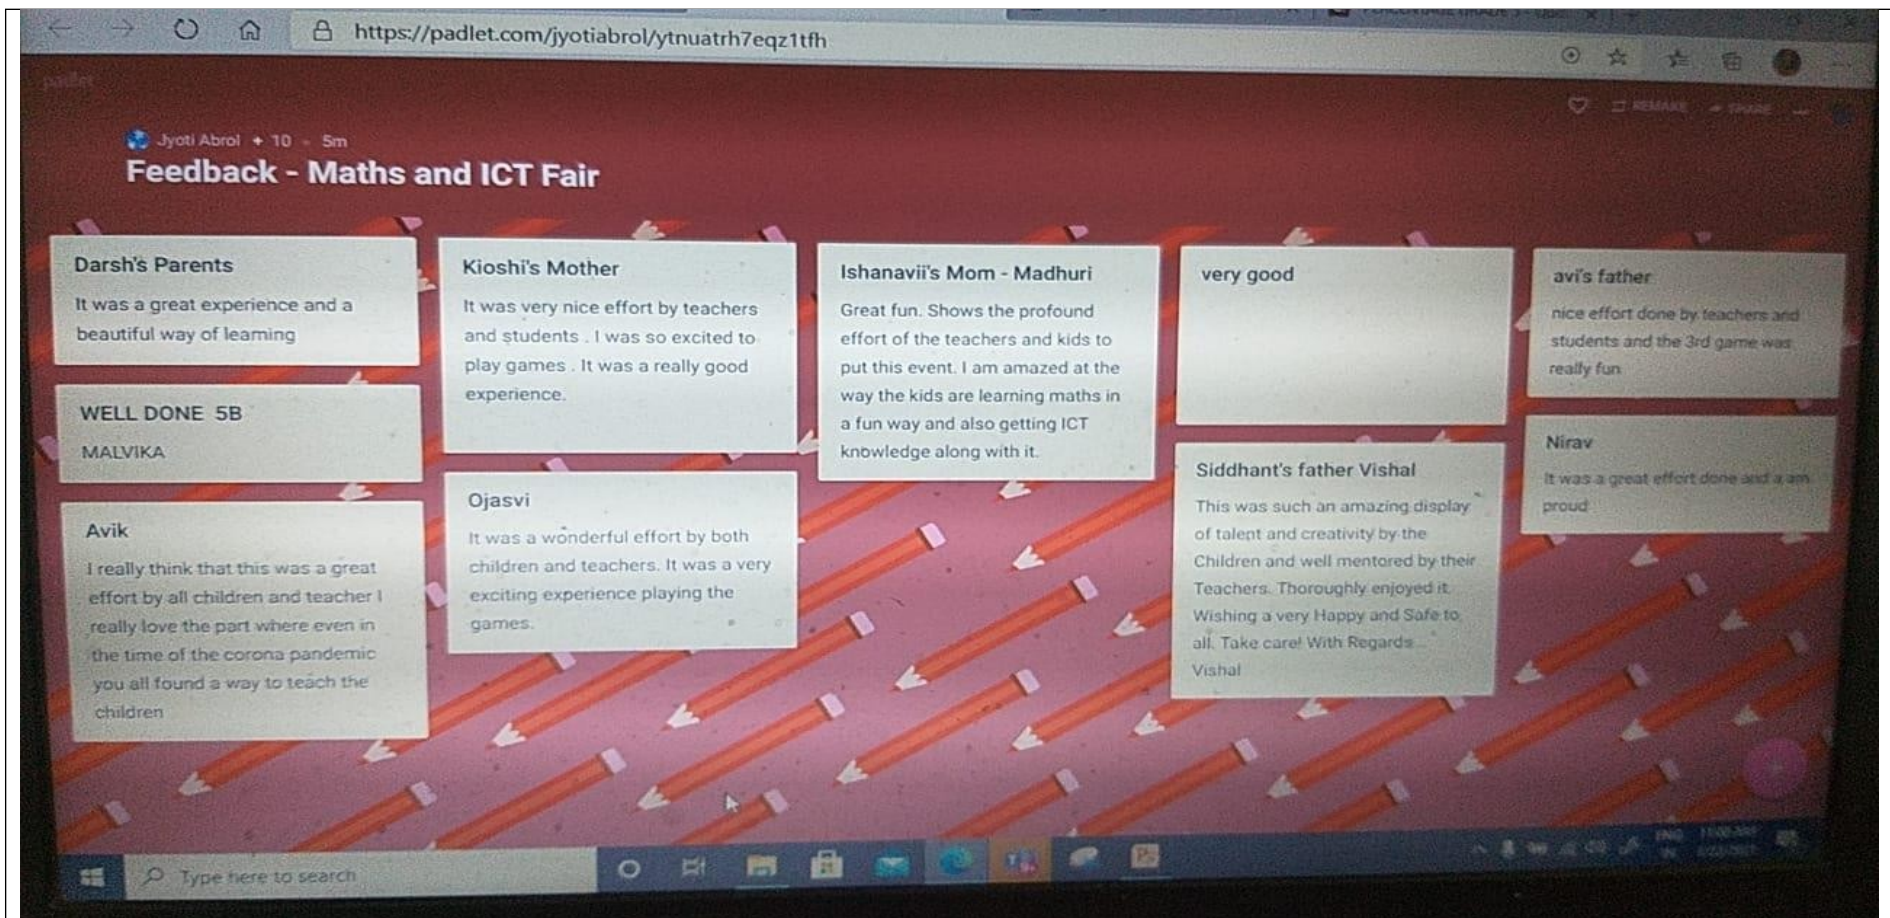 https://padlet.com/jyotiabrol/ytnuatrh7eqz1tfh
padlet
REMAKE SHARE
Jyoti Abrol + 10 - 5m
Feedback - Maths and ICT Fair
Darsh's Parents
It was a great experience and a
beautiful way of learning
WELL DONE 5B
MALVIKA
Avik
I really think that this was a great
effort by all children and teacher I
really love the part where even in
the time of the corona pandemic
you all found a way to teach the
children
Kioshi's Mother
It was very nice effort by teachers
and students . I was so excited to
play games . It was a really good
experience.
Ojasvi
It was a wonderful effort by both
children and teachers. It was a very
exciting experience playing the
games.
Ishanavii's Mom - Madhuri
Great fun. Shows the profound
effort of the teachers and kids to
put this event. I am amazed at the
way the kids are learning maths in
a fun way and also getting ICT
knowledge along with it.
very good
Siddhant's father Vishal
This was such an amazing display
of talent and creativity by the
Children and well mentored by their
Teachers. Thoroughly enjoyed it.
Wishing a very Happy and Safe to
all. Take care! With Regards
Vishal
avi's father
nice effort done by teachers and
students and the 3rd game was
really fun
Nirav
It was a great effort done and a am
proud
Type here to search
ENG